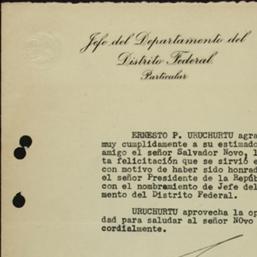 Jefe del Departamento del
Distrito Federal
Particular
ERNESTO P. URUCHURTU agra
muy cumplidamente a su estimado
amigo el señor Salvador Novo, l
ta felicitación que se sirvió e
con motivo de haber sido honrad
el señor Presidente de la Repúb
con el nombramiento de Jefe del
mento del Distrito Federal.
URUCHURTU aprovecha la op
dad para saludar al señor NOvo
cordialmente.